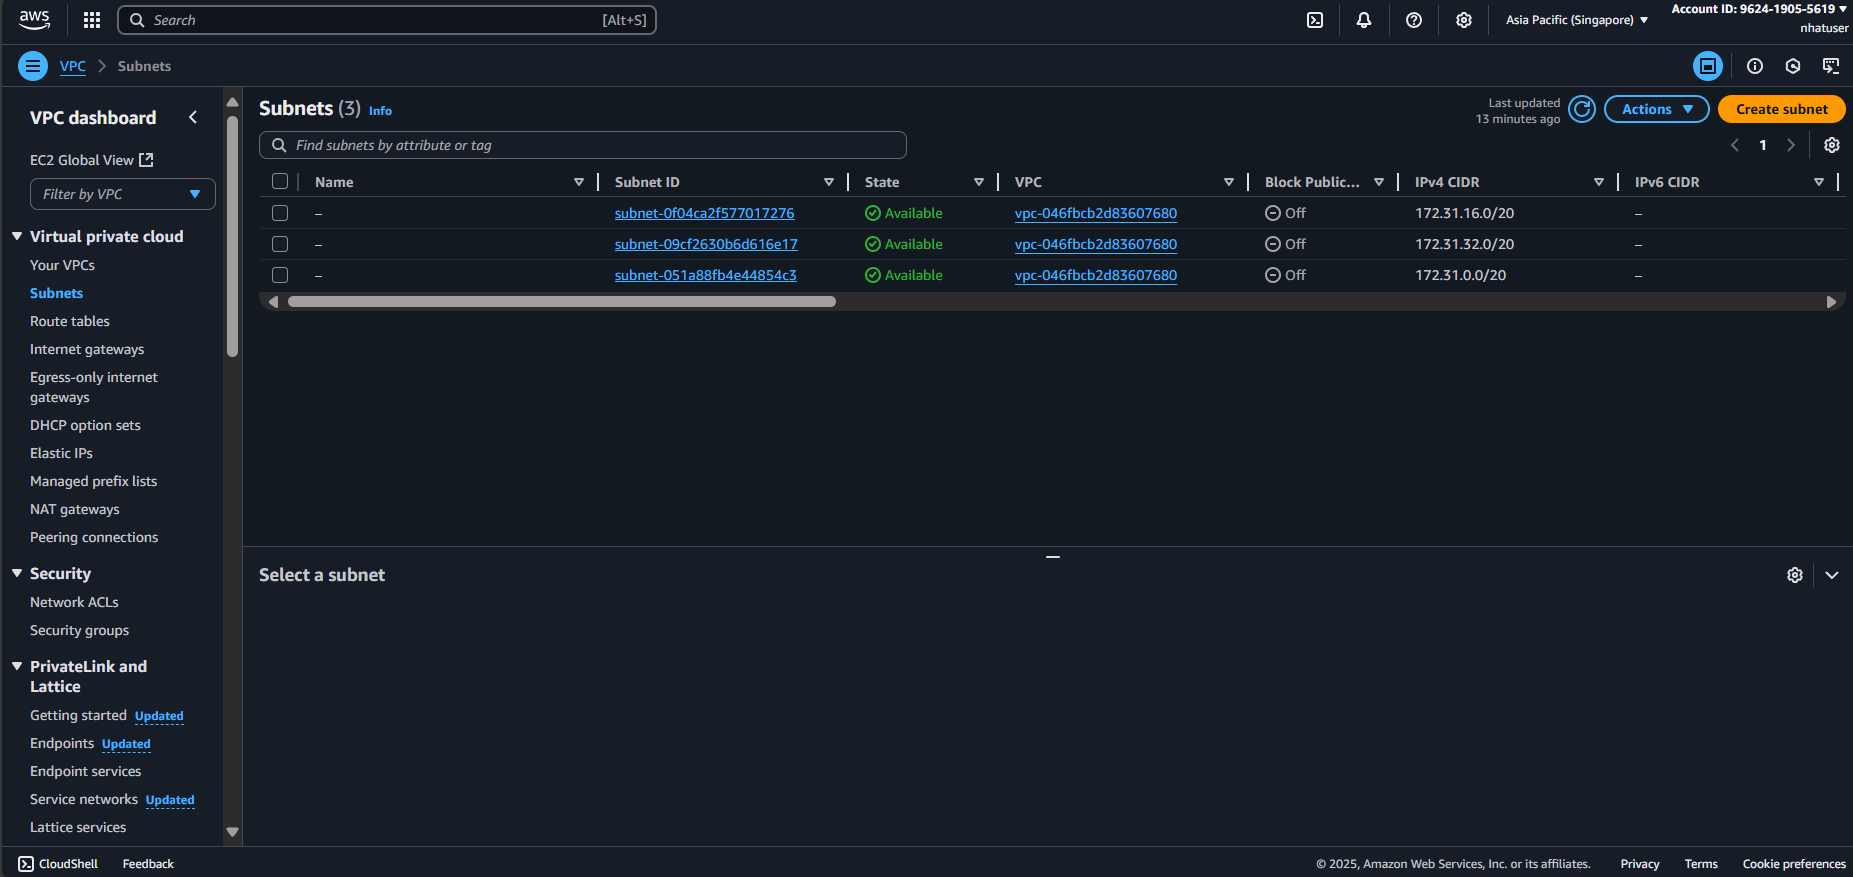 aws
Search [Alt+S]
Asia Pacific (Singapore)
Account ID: 9624-1905-5619
nhatuser
VPC Subnets
VPC dashboard
EC2 Global View
Filter by VPC
Virtual private cloud
Your VPCs
Subnets
Route tables
Internet gateways
Egress-only internet
gateways
DHCP option sets
Elastic IPs
Managed prefix lists
NAT gateways
Peering connections
Security
Network ACLs
Security groups
PrivateLink and
Lattice
Getting started Updated
Endpoints Updated
Endpoint services
Service networks Updated
Lattice services
Subnets (3) Info
Last updated
13 minutes ago
Actions
Create subnet
Find subnets by attribute or tag
1
Name Subnet ID State VPC Block Public... IPv4 CIDR IPv6 CIDR
– subnet-0f04ca2f577017276 Available vpc-046fbcb2d83607680 Off 172.31.16.0/20 –
– subnet-09cf2630b6d616e17 Available vpc-046fbcb2d83607680 Off 172.31.32.0/20 –
– subnet-051a88fb4e44854c3 Available vpc-046fbcb2d83607680 Off 172.31.0.0/20 –
Select a subnet
CloudShell Feedback
© 2025, Amazon Web Services, Inc. or its affiliates. Privacy Terms Cookie preferences